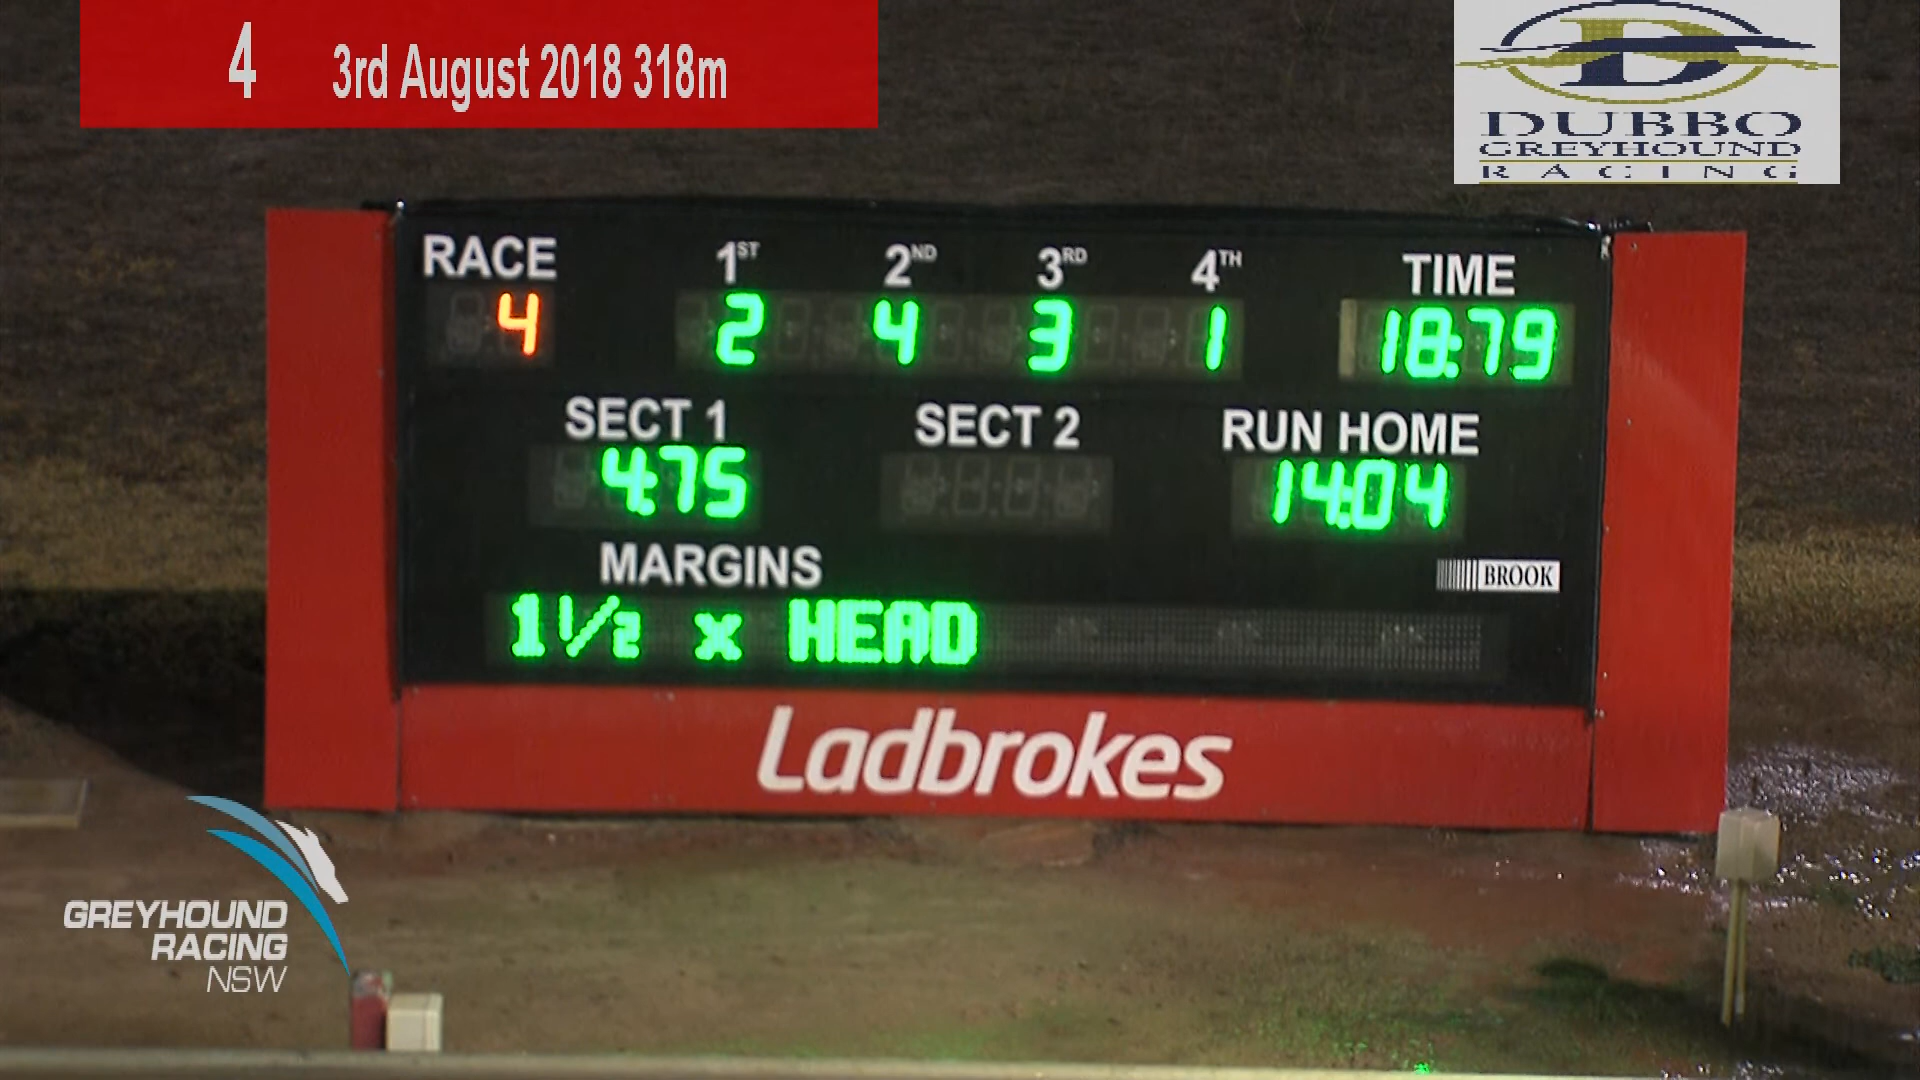 4 3rd August 2018 318m
DUBBO
GREYHOUND
RACING
RACE 1ST 2ND 3RD 4TH TIME
4 2 4 3 1 18:79
SECT 1 SECT 2 RUN HOME
4:75 14:04
MARGINS
BROOK
1 1/2 x HEAD
Ladbrokes
GREYHOUND
RACING
NSW